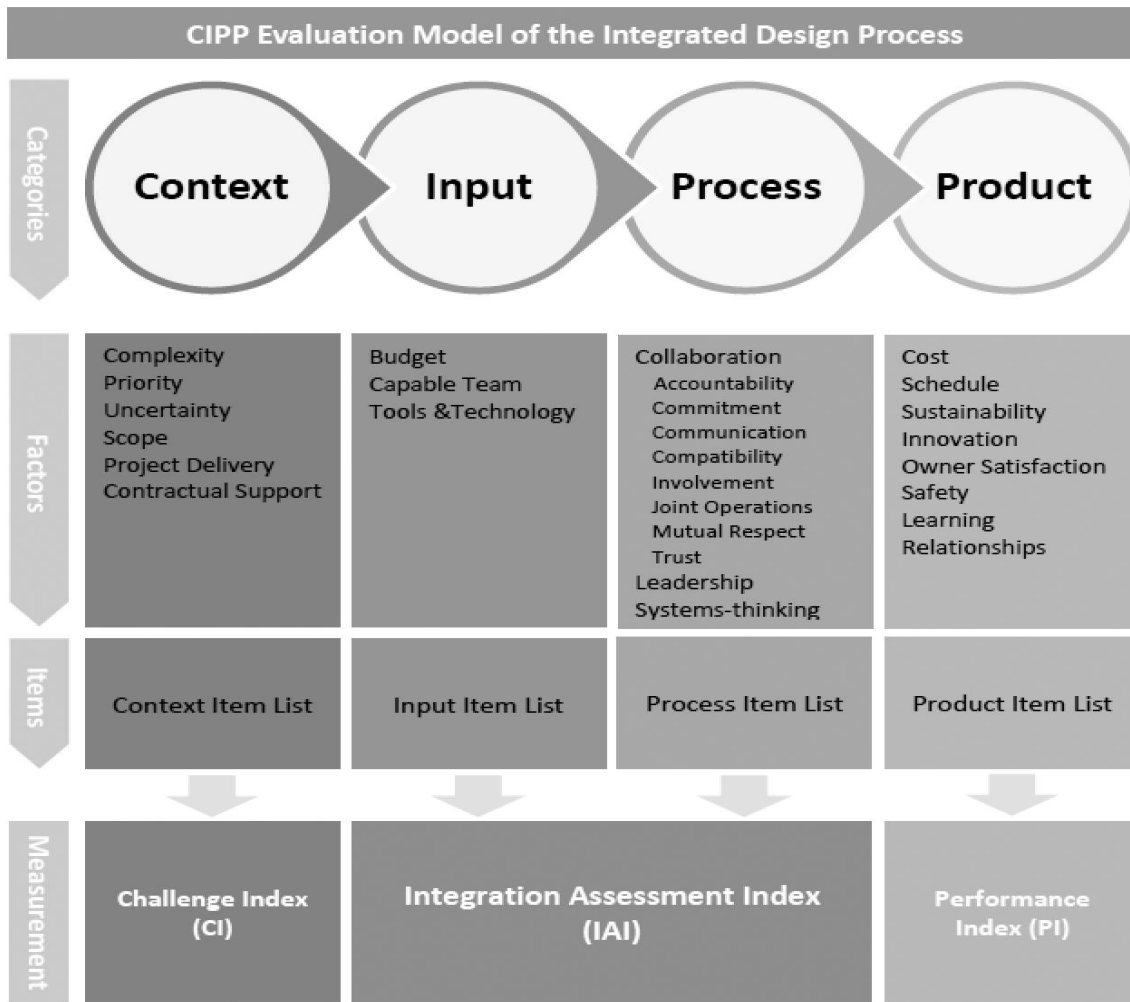 CIPP Evaluation Model of the Integrated Design Process
Categories
Context
Input
Process
Product
Factors
Complexity
Priority
Uncertainty
Scope
Project Delivery
Contractual Support
Budget
Capable Team
Tools &Technology
Collaboration
Accountability
Commitment
Communication
Compatibility
Involvement
Joint Operations
Mutual Respect
Trust
Leadership
Systems-thinking
Cost
Schedule
Sustainability
Innovation
Owner Satisfaction
Safety
Learning
Relationships
Items
Context Item List
Input Item List
Process Item List
Product Item List
Measurement
Challenge Index
(CI)
Integration Assessment Index
(IAI)
Performance
Index (PI)